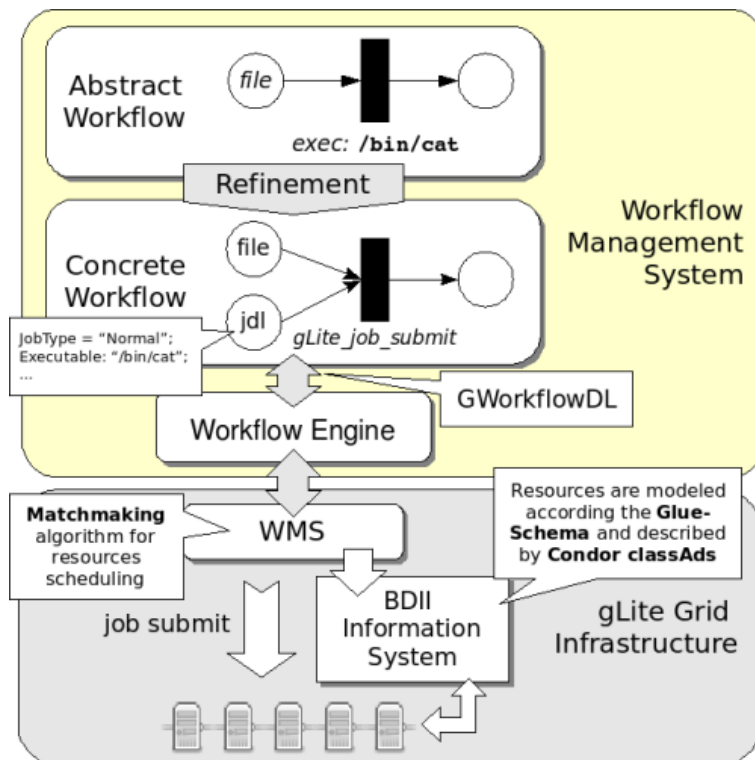 file
Abstract
Workflow
exec: /bin/cat
Refinement
Workflow
Management
System
file
Concrete
Workflow
jdl
gLite_job_submit
JobType = “Normal”;
Executable: “/bin/cat”;
...
GWorkflowDL
Workflow Engine
Matchmaking
algorithm for
resources
scheduling
WMS
Resources are modeled
according the Glue-
Schema and described
by Condor classAds
job submit
BDII
Information
System
gLite Grid
Infrastructure